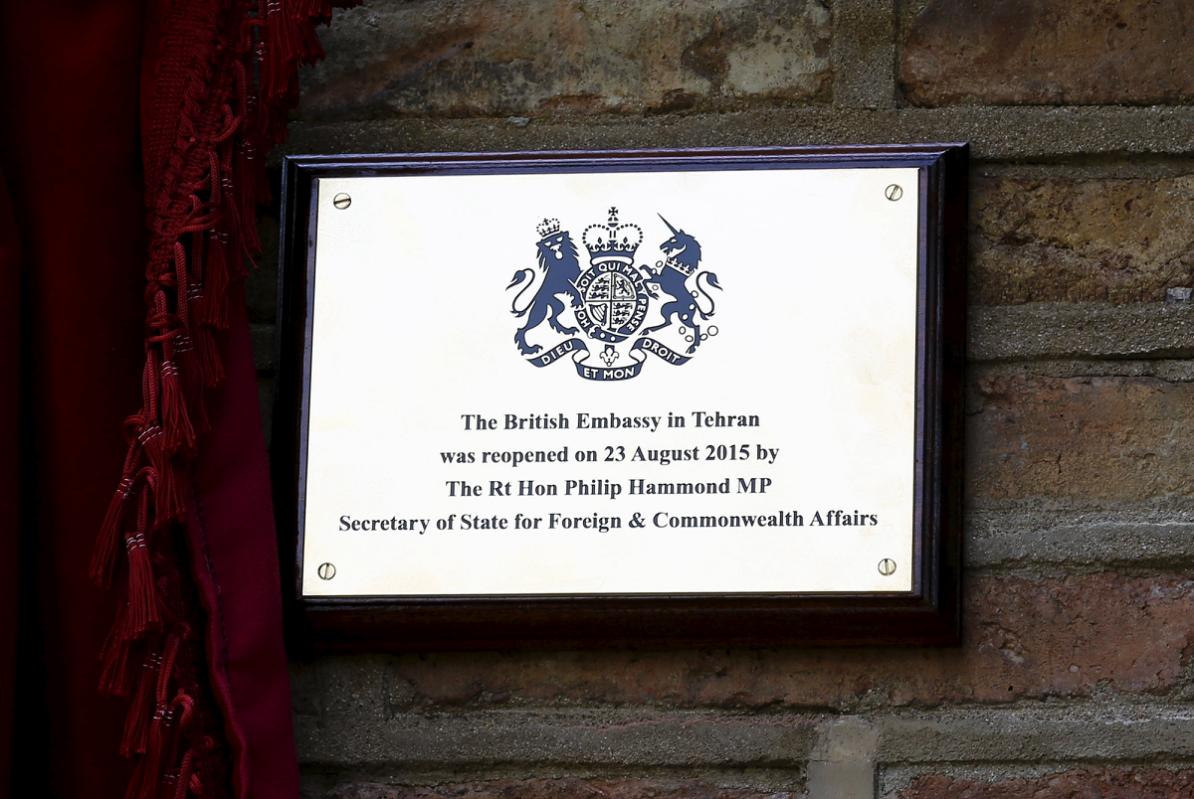 HONI SOIT QUI MAL Y PENSE
DIEU ET MON DROIT
The British Embassy in Tehran
was reopened on 23 August 2015 by
The Rt Hon Philip Hammond MP
Secretary of State for Foreign & Commonwealth Affairs